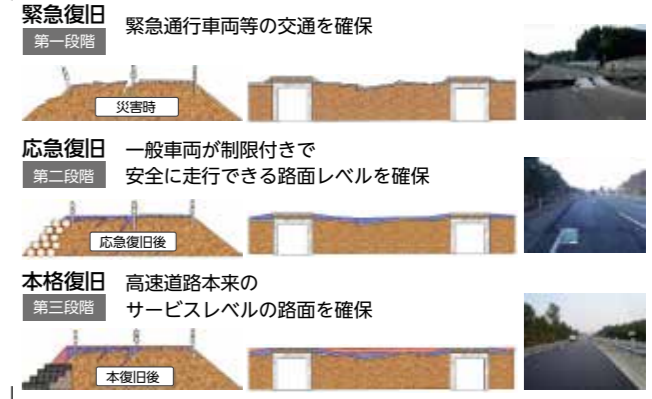 緊急復旧
第一段階
緊急通行車両等の交通を確保
災害時
応急復旧
第二段階
一般車両が制限付きで
安全に走行できる路面レベルを確保
応急復旧後
本格復旧
第三段階
高速道路本来の
サービスレベルの路面を確保
本復旧後